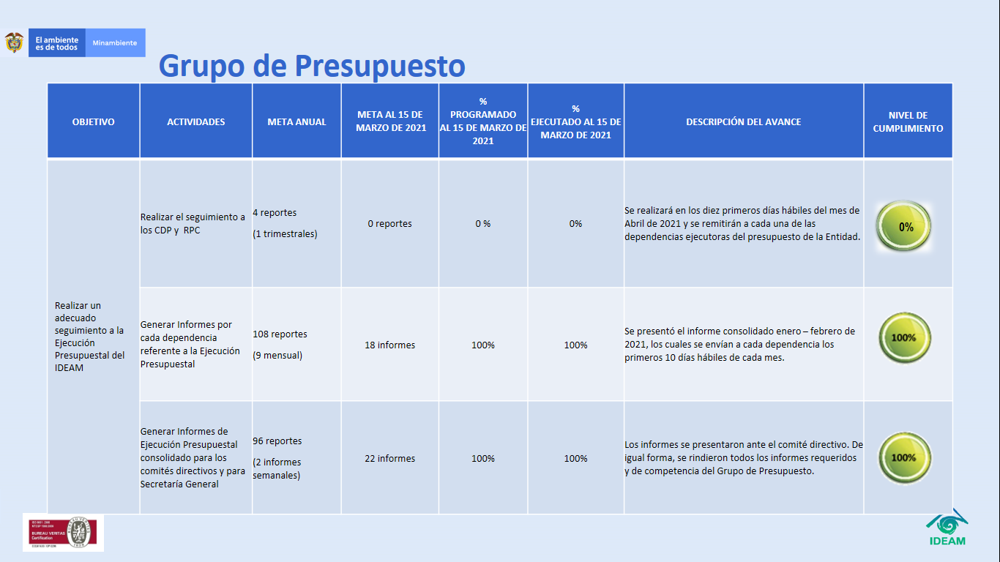 El ambiente
es de todos
Minambiente
Grupo de Presupuesto
OBJETIVO
ACTIVIDADES
META ANUAL
META AL 15 DE
MARZO DE 2021
%
PROGRAMADO
AL 15 DE MARZO DE
2021
%
EJECUTADO AL 15 DE
MARZO DE 2021
DESCRIPCIÓN DEL AVANCE
NIVEL DE
CUMPLIMIENTO
Realizar un
adecuado
seguimiento a la
Ejecución
Presupuestal del
IDEAM
Realizar el seguimiento a
los CDP y RPC
4 reportes
(1 trimestrales)
0 reportes
0 %
0%
Se realizará en los diez primeros días hábiles del mes de
Abril de 2021 y se remitirán a cada una de las
dependencias ejecutoras del presupuesto de la Entidad.
0%
Generar Informes por
cada dependencia
referente a la Ejecución
Presupuestal
108 reportes
(9 mensual)
18 informes
100%
100%
Se presentó el informe consolidado enero – febrero de
2021, los cuales se envían a cada dependencia los
primeros 10 días hábiles de cada mes.
100%
Generar Informes de
Ejecución Presupuestal
consolidado para los
comités directivos y para
Secretaría General
96 reportes
(2 informes
semanales)
22 informes
100%
100%
Los informes se presentaron ante el comité directivo. De
igual forma, se rindieron todos los informes requeridos
y de competencia del Grupo de Presupuesto.
100%
BUREAU VERITAS
Certification
IDEAM